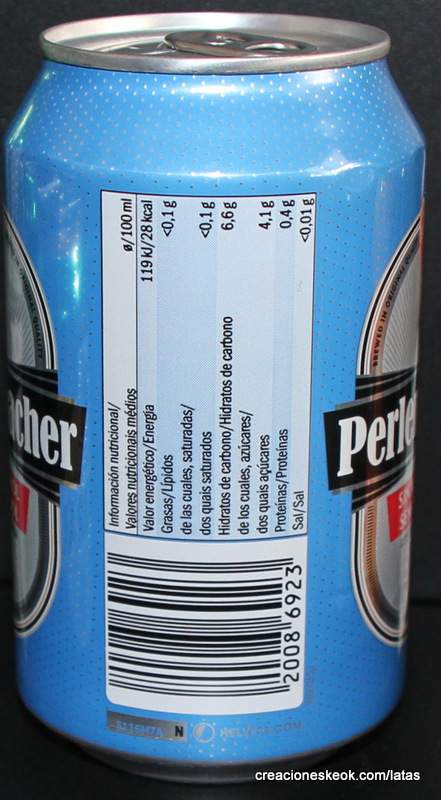 Información nutricional/
Valores nutricionais médios ø/100 ml
Valor energético/Energía 119 kJ/28 kcal
Grasas/Lípidos <0,1 g
de las cuales, saturadas/
dos quais saturados <0,1 g
Hidratos de carbono/Hidratos de carbono 6,6 g
de los cuales, azúcares/
dos quais açúcares 4,1 g
Proteínas/Proteínas 0,4 g
Sal/Sal <0,01 g
2008 6923
acher
Perle
BREWED IN
N
creacioneskeok.com/latas